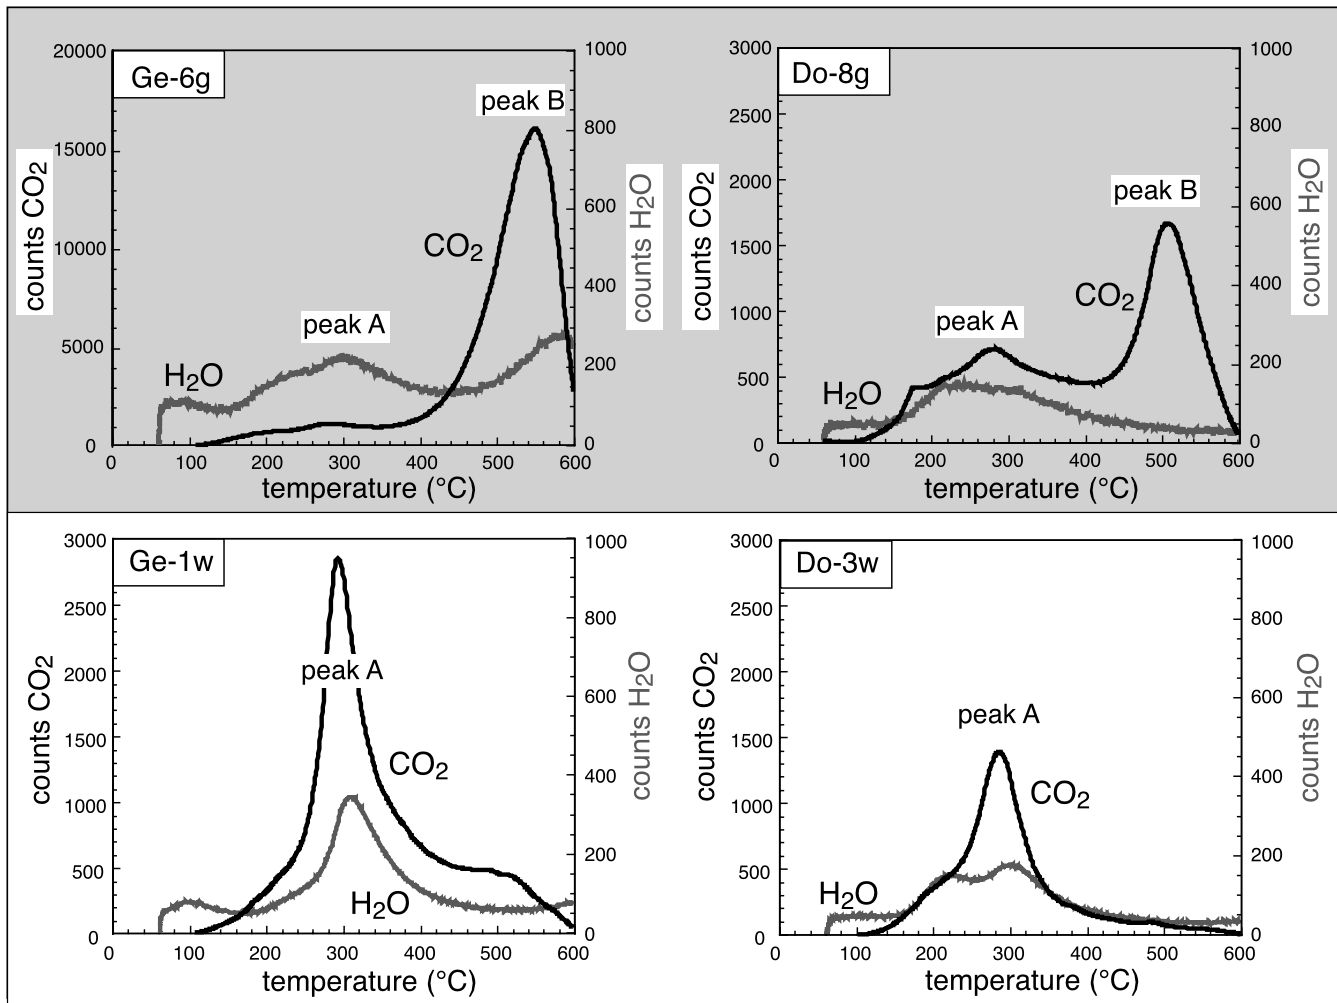 Ge-6g
20000
15000
10000
5000
0
1000
800
600
400
200
0
counts CO2
counts H2O
peak B
peak A
CO2
H2O
0 100 200 300 400 500 600
temperature (°C)
Do-8g
3000
2500
2000
1500
1000
500
0
1000
800
600
400
200
0
counts CO2
counts H2O
peak B
peak A
CO2
H2O
0 100 200 300 400 500 600
temperature (°C)
Ge-1w
3000
2500
2000
1500
1000
500
0
1000
800
600
400
200
0
counts CO2
counts H2O
peak A
CO2
H2O
0 100 200 300 400 500 600
temperature (°C)
Do-3w
3000
2500
2000
1500
1000
500
0
1000
800
600
400
200
0
counts CO2
counts H2O
peak A
CO2
H2O
0 100 200 300 400 500 600
temperature (°C)